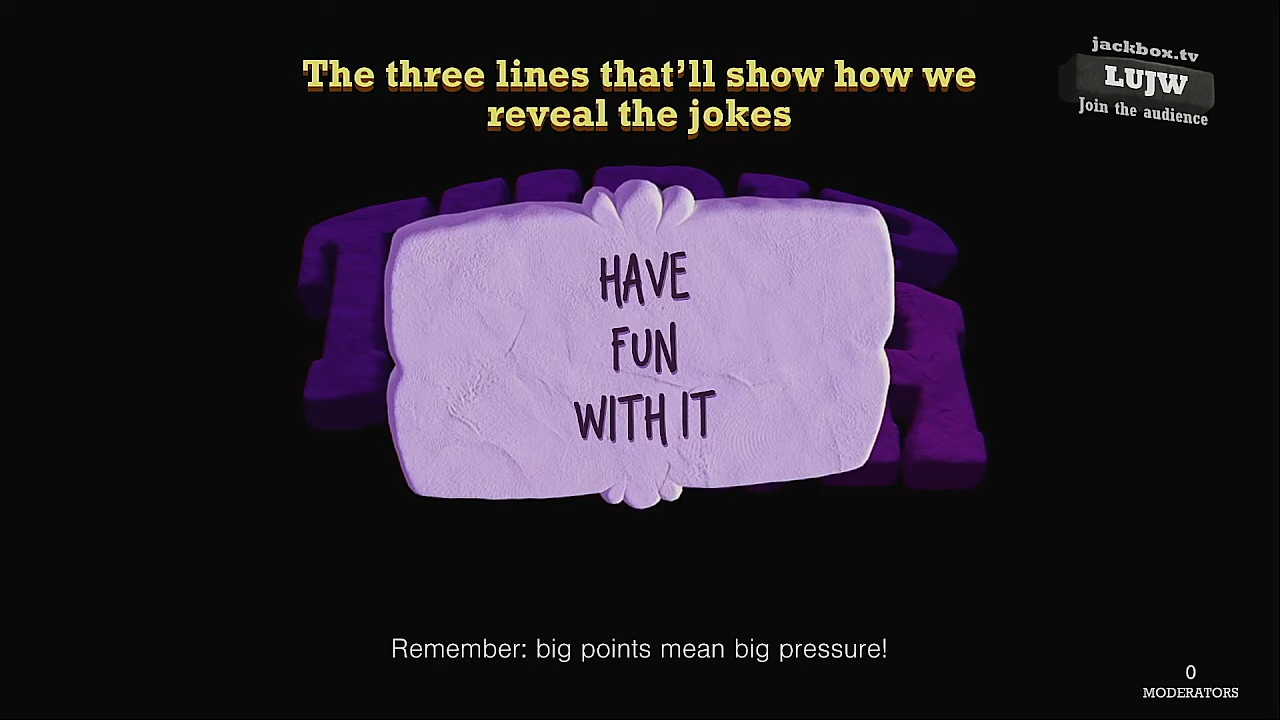 The three lines that'll show how we
reveal the jokes
jackbox.tv
LUJW
Join the audience
HAVE
FUN
WITH IT
Remember: big points mean big pressure!
0
MODERATORS